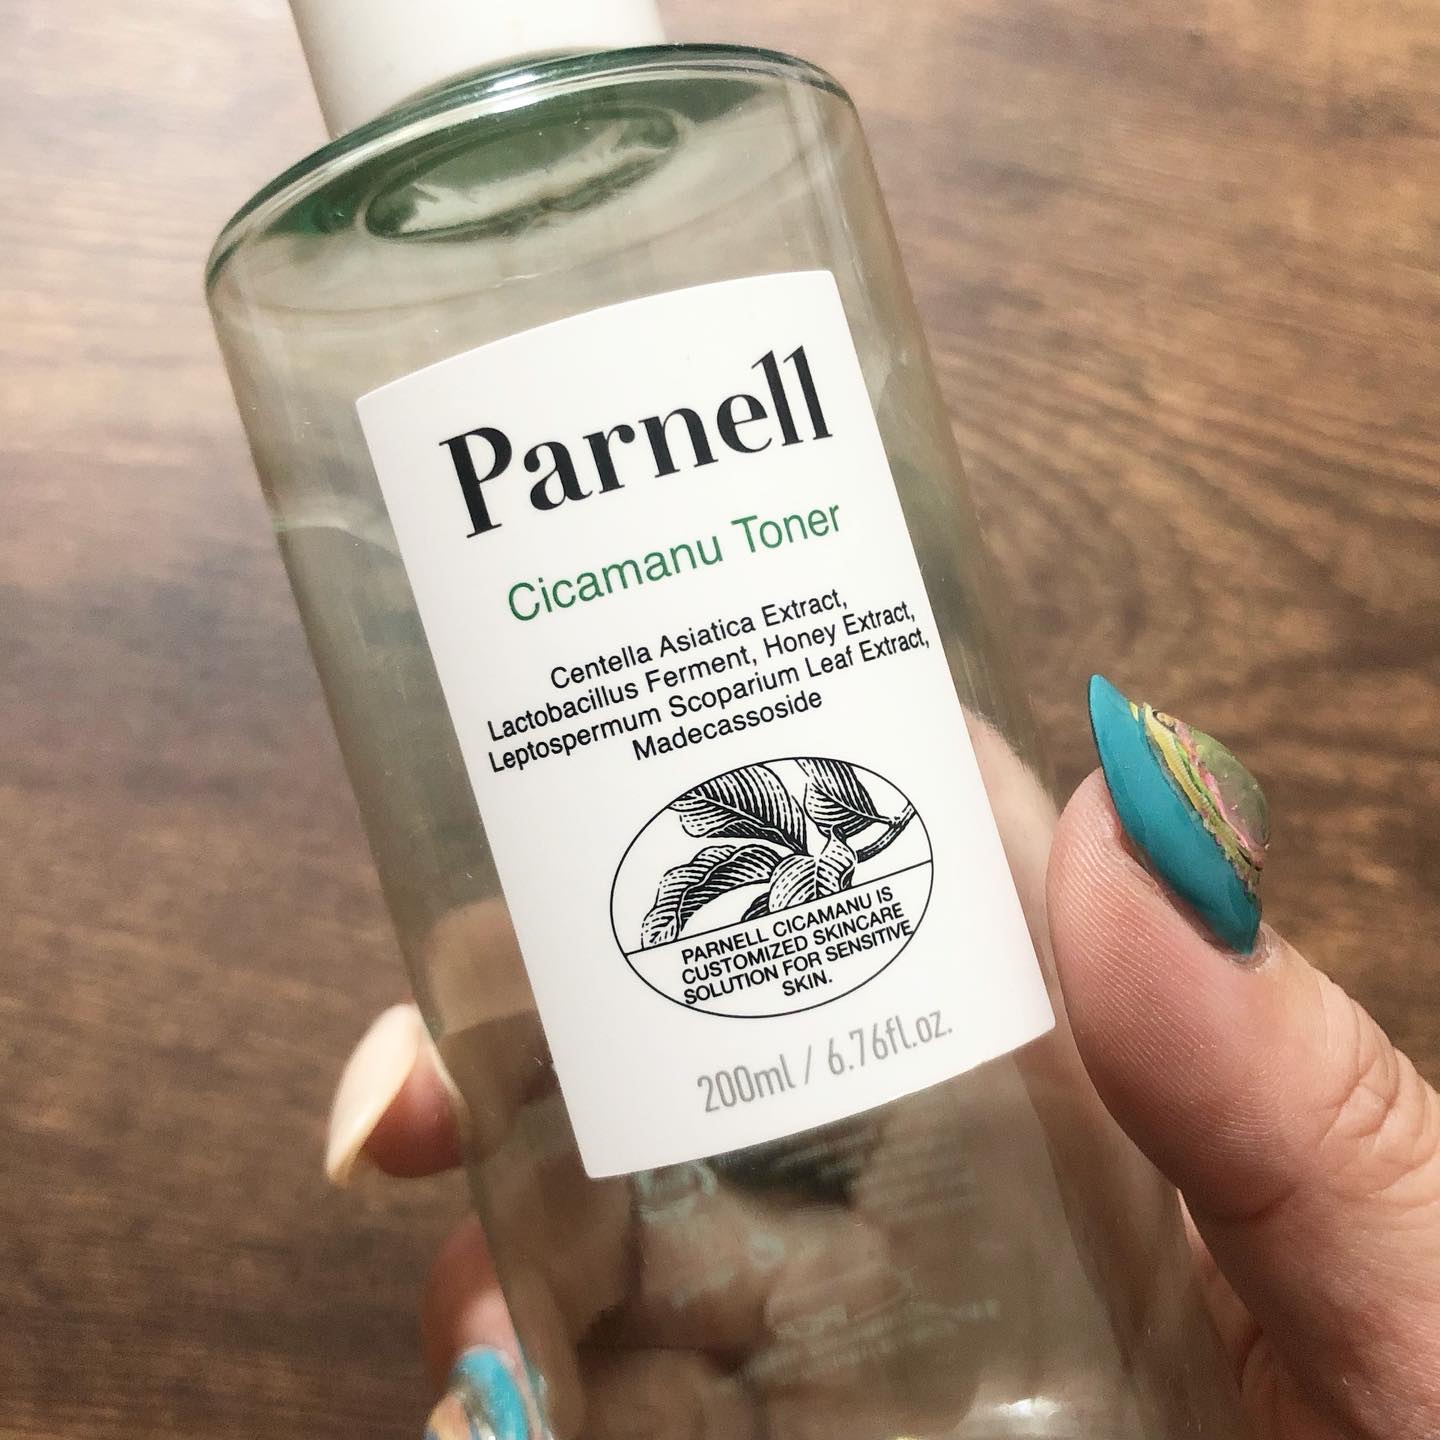 Parnell
Cicamanu Toner
Centella Asiatica Extract,
Lactobacillus Ferment, Honey Extract,
Leptospermum Scoparium Leaf Extract,
Madecassoside
PARNELL CICAMANU IS
CUSTOMIZED SKINCARE
SOLUTION FOR SENSITIVE
SKIN.
200ml / 6.76fl.oz.